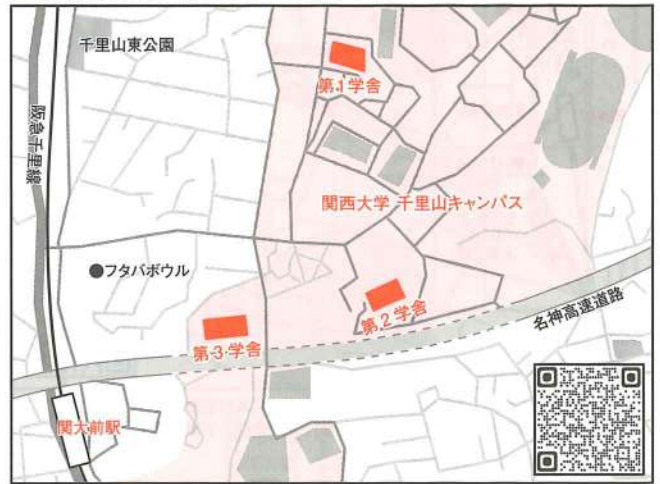 千里山東公園
第1学舎
阪急千里線
関西大学 千里山キャンパス
フタバボウル
第2学舎
名神高速道路
第3学舎
関大前駅